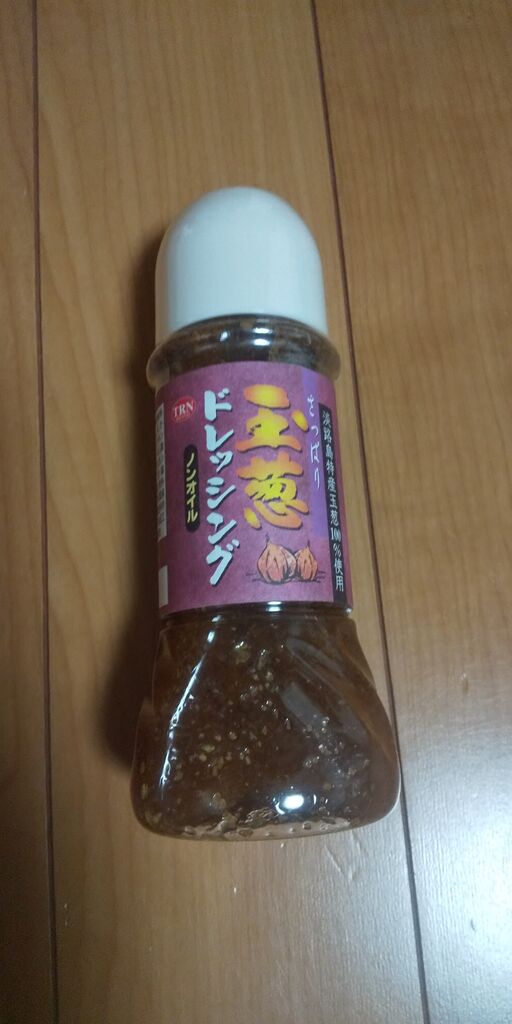 淡路島特産玉葱100%使用
さっぱり
玉葱
ドレッシング
ノンオイル
TRN